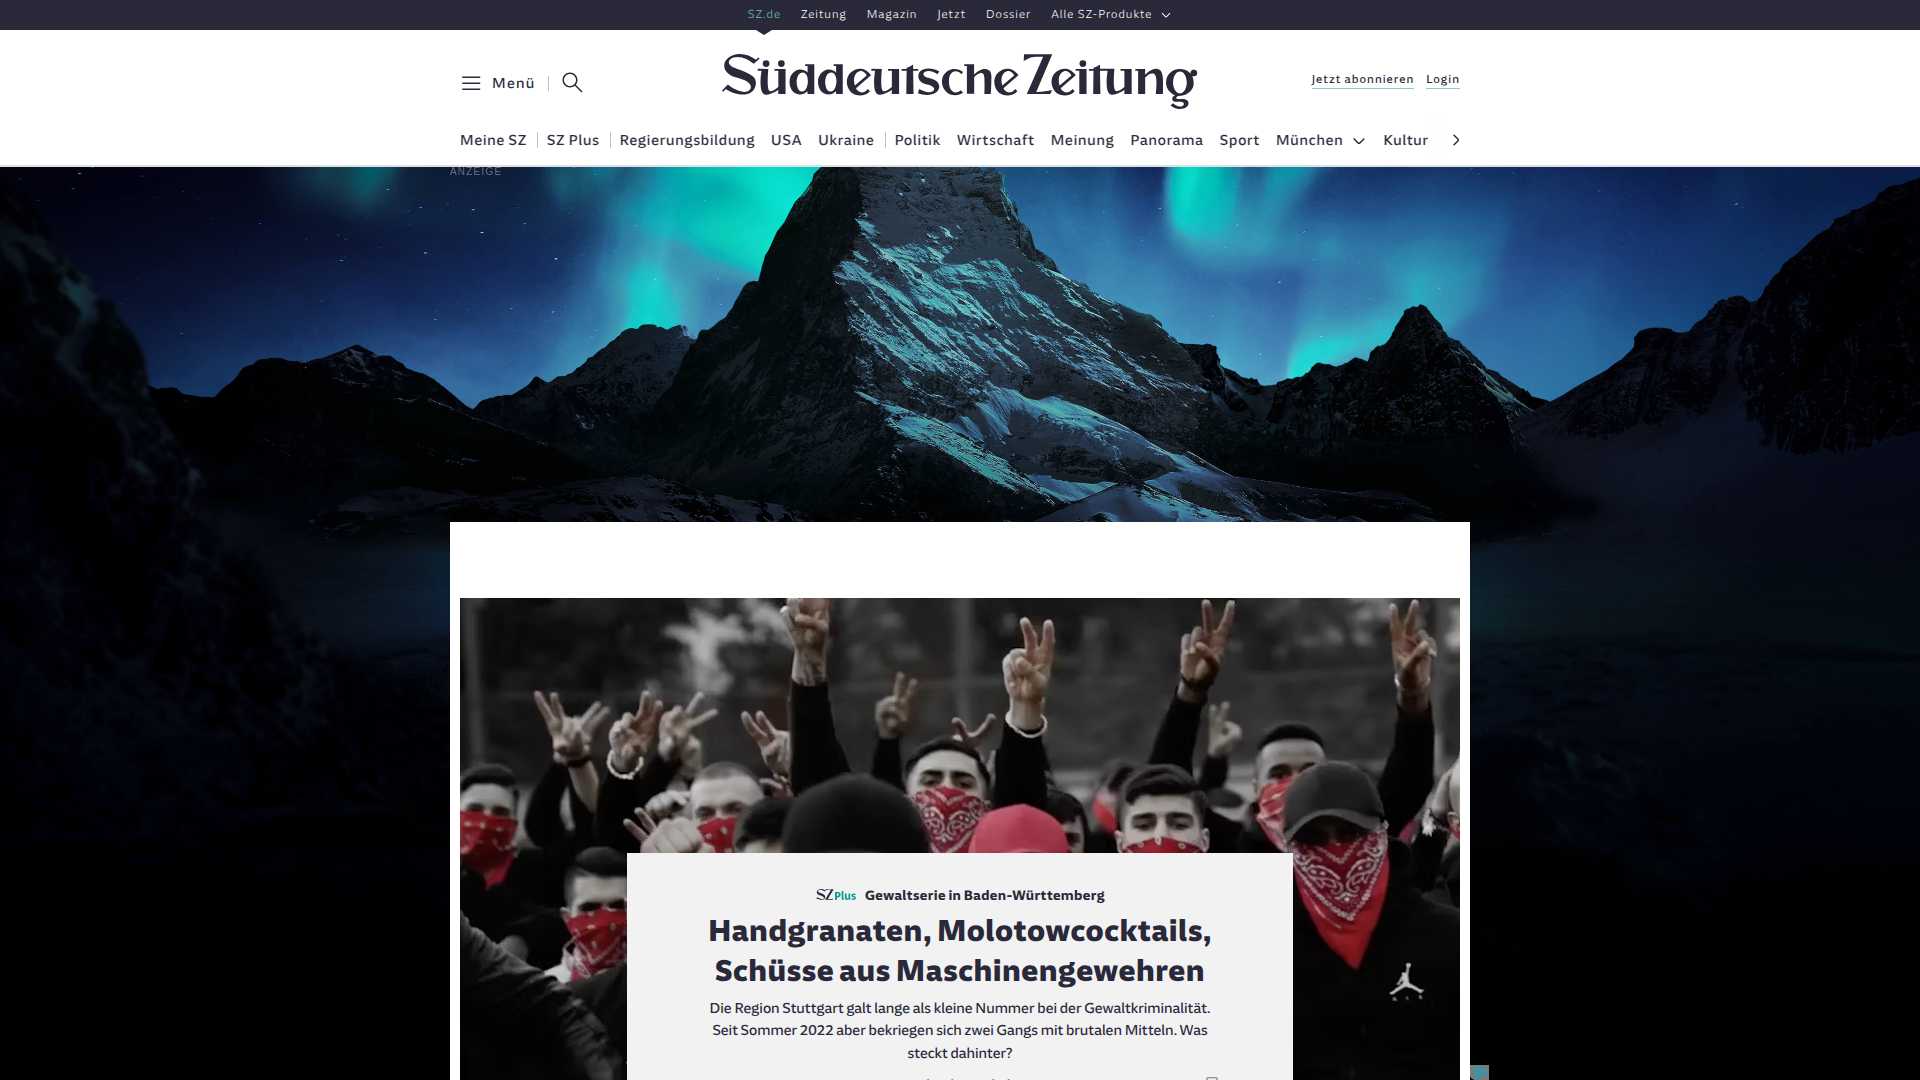 SZ.de Zeitung Magazin Jetzt Dossier Alle SZ-Produkte
Menü
Süddeutsche Zeitung
Jetzt abonnieren Login
Meine SZ SZ Plus Regierungsbildung USA Ukraine Politik Wirtschaft Meinung Panorama Sport München Kultur
ANZEIGE
SZ Plus Gewaltserie in Baden-Württemberg
Handgranaten, Molotowcocktails,
Schüsse aus Maschinengewehren
Die Region Stuttgart galt lange als kleine Nummer bei der Gewaltkriminalität.
Seit Sommer 2022 aber bekriegen sich zwei Gangs mit brutalen Mitteln. Was
steckt dahinter?